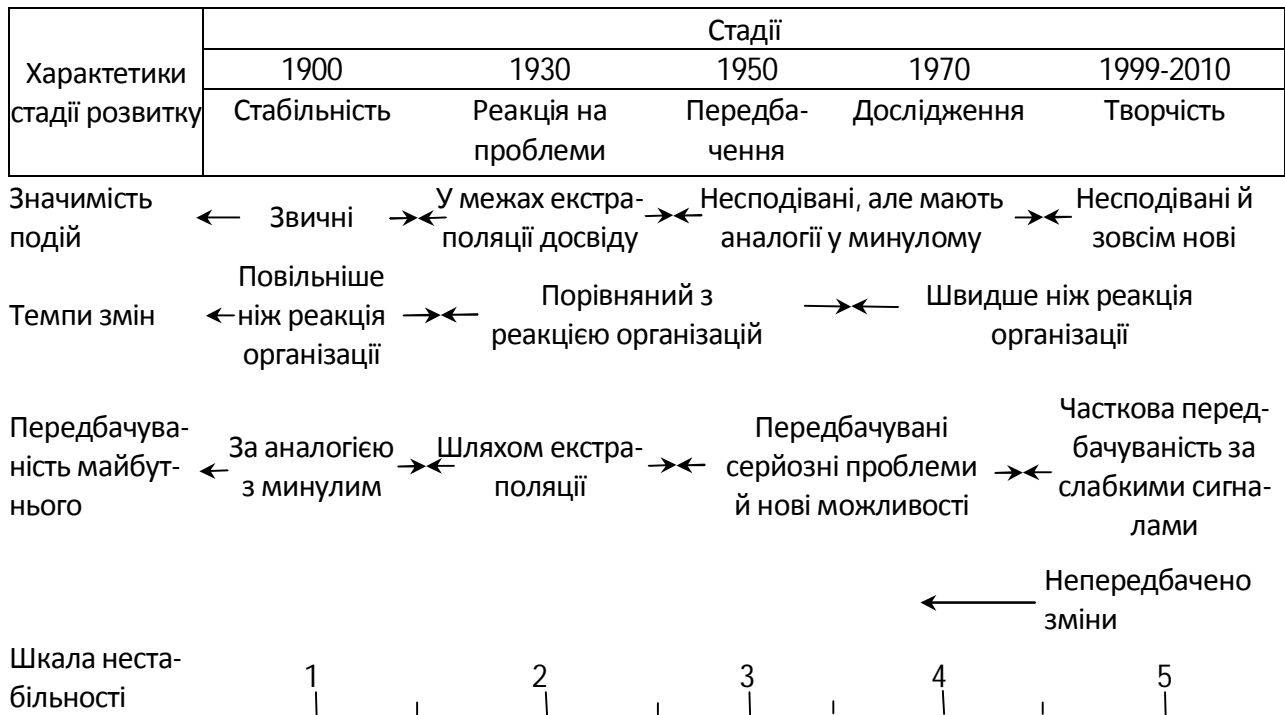 Стадії
Характетики
стадії розвитку
1900 1930 1950 1970 1999-2010
Стабільність Реакція на Передба- Дослідження Творчість
проблеми чення
Значимість У межах екстра- Несподівані, але мають Несподівані й
подій Звичні поляції досвіду аналогії у минулому зовсім нові
Повільніше
Темпи змін ніж реакція Порівняний з Швидше ніж реакція
організації реакцією організацій організації
Часткова перед-
Передбачува- За аналогією Шляхом екстра- Передбачувані бачуваність за
ність майбут- з минулим поляції серйозні проблеми слабкими сигна-
нього й нові можливості лами
Непередбачено
зміни
Шкала неста-
більності 1 2 3 4 5